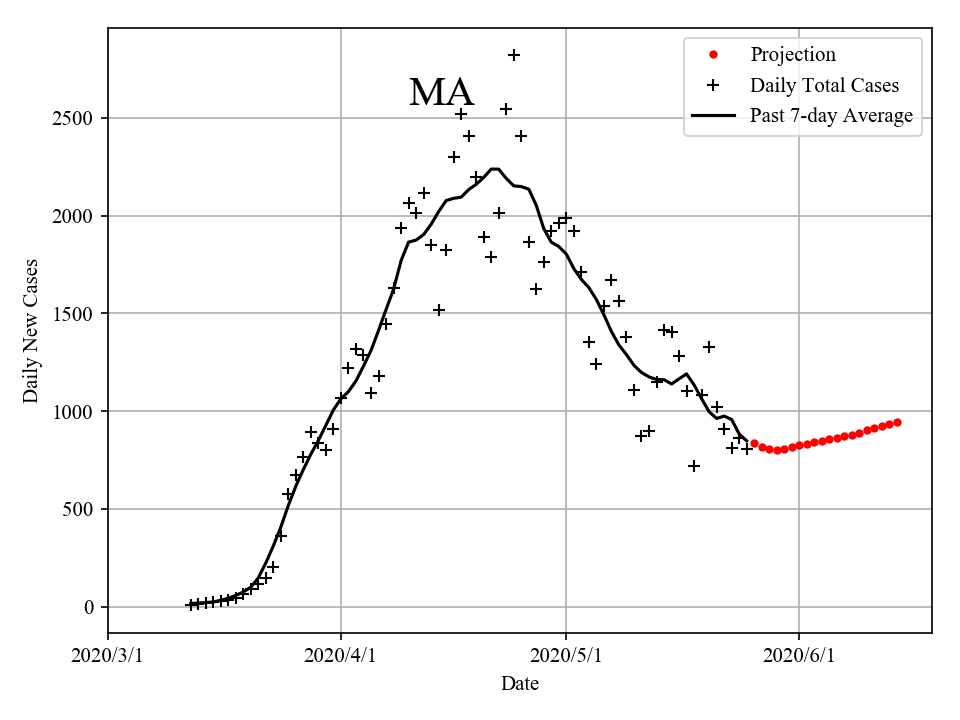 MA
Projection
Daily Total Cases
Past 7-day Average
Daily New Cases
2500
2000
1500
1000
500
0
2020/3/1 2020/4/1 2020/5/1 2020/6/1
Date